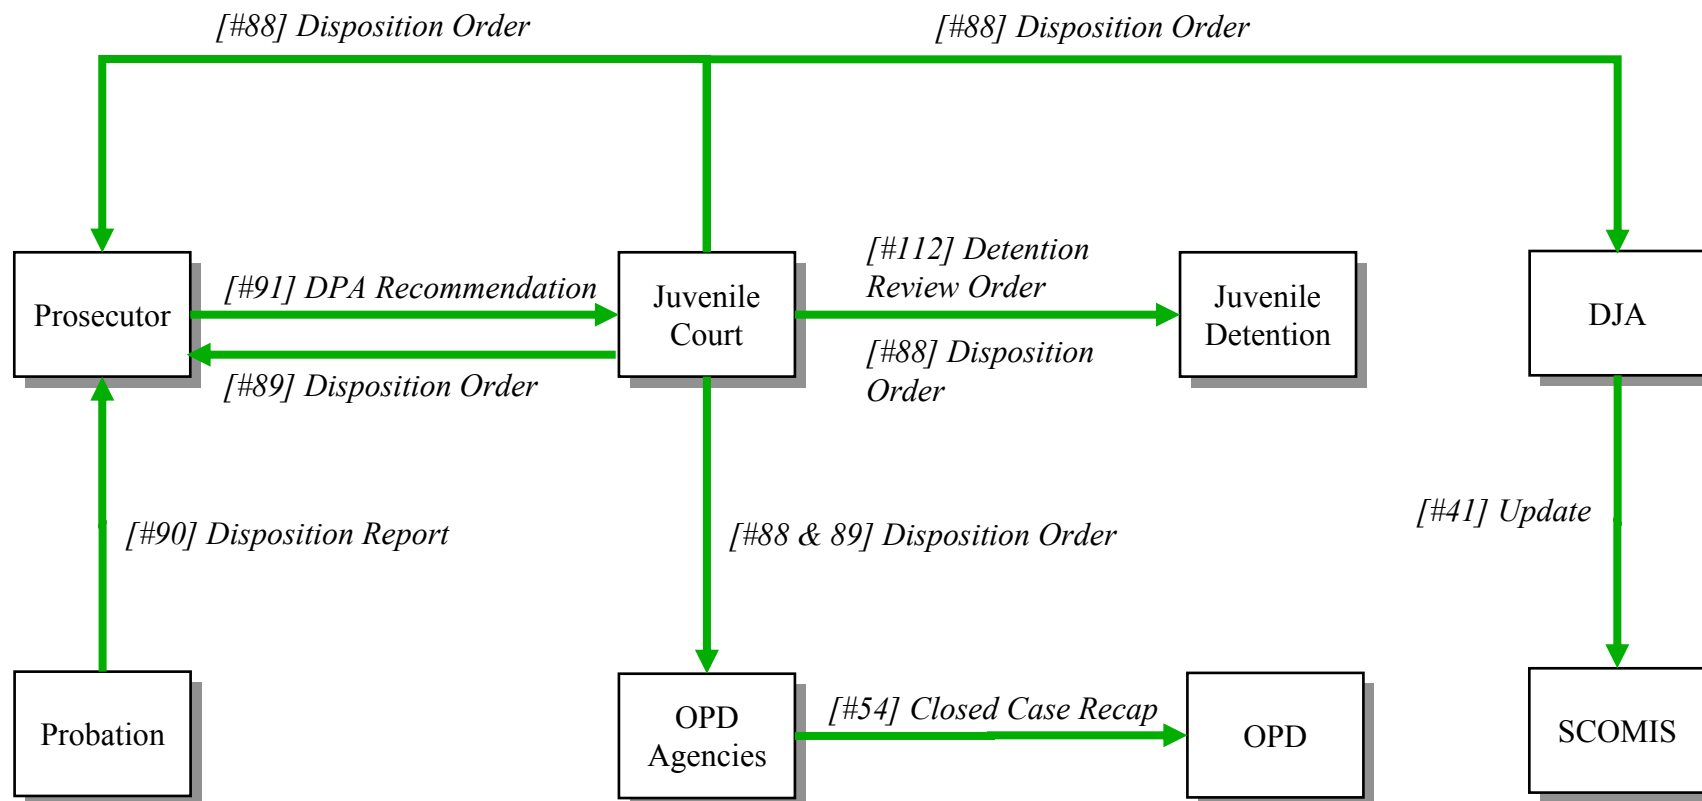 [#88] Disposition Order
[#88] Disposition Order
[#112] Detention
Review Order
[#91] DPA Recommendation
Prosecutor
Juvenile
Court
Juvenile
Detention
DJA
[#89] Disposition Order
[#88] Disposition
Order
[#90] Disposition Report
[#88 & 89] Disposition Order
[#41] Update
Probation
OPD
Agencies
[#54] Closed Case Recap
OPD
SCOMIS